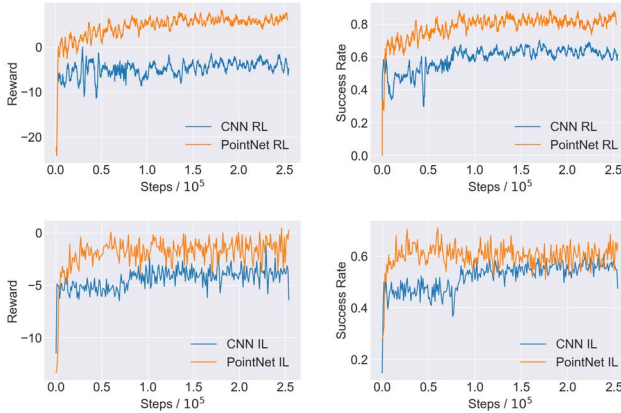 0
−10
−20
Reward
CNN RL
PointNet RL
0.0 0.5 1.0 1.5 2.0 2.5
Steps / 10⁵
0.8
0.6
0.4
0.2
0.0
Success Rate
CNN RL
PointNet RL
0.0 0.5 1.0 1.5 2.0 2.5
Steps / 10⁵
0
−5
−10
Reward
CNN IL
PointNet IL
0.0 0.5 1.0 1.5 2.0 2.5
Steps / 10⁵
0.6
0.4
0.2
Success Rate
CNN IL
PointNet IL
0.0 0.5 1.0 1.5 2.0 2.5
Steps / 10⁵